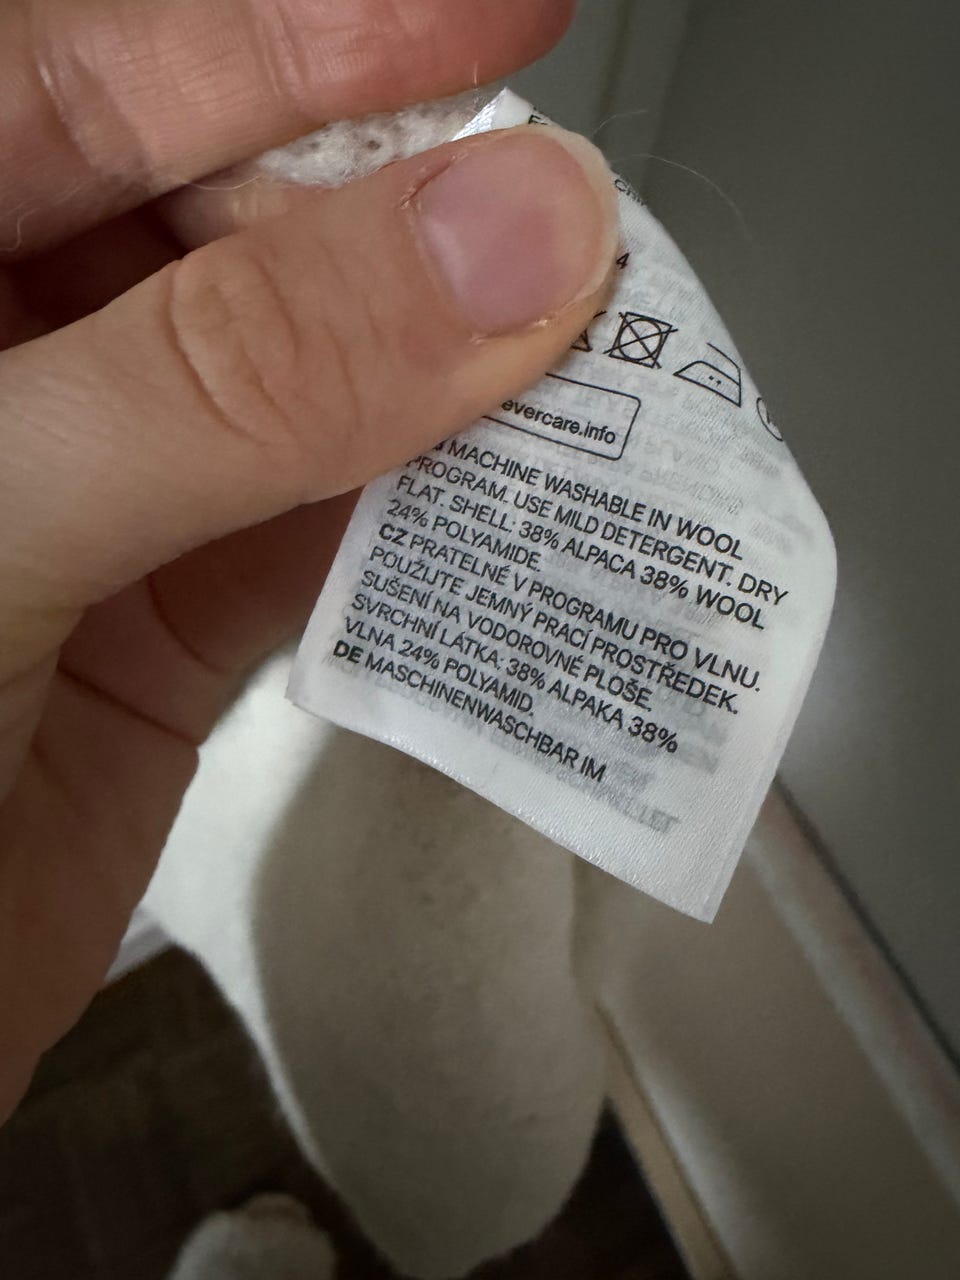 4
evercare.info
MACHINE WASHABLE IN WOOL
PROGRAM. USE MILD DETERGENT. DRY
FLAT. SHELL: 38% ALPACA 38% WOOL
24% POLYAMIDE.
CZ PRATELNÉ V PROGRAMU PRO VLNU.
POUŽIJTE JEMNÝ PRACÍ PROSTŘEDEK.
SUŠENÍ NA VODOROVNÉ PLOŠE.
SVRCHNÍ LÁTKA: 38% ALPAKA 38%
VLNA 24% POLYAMID.
DE MASCHINENWASCHBAR IM